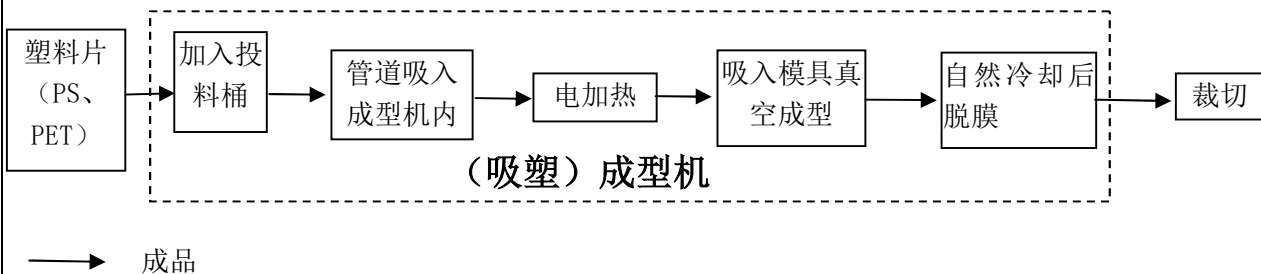 塑料片
（PS、
PET）
加入投
料桶
管道吸入
成型机内
电加热
吸入模具真
空成型
自然冷却后
脱膜
裁切
（吸塑）成型机
成品